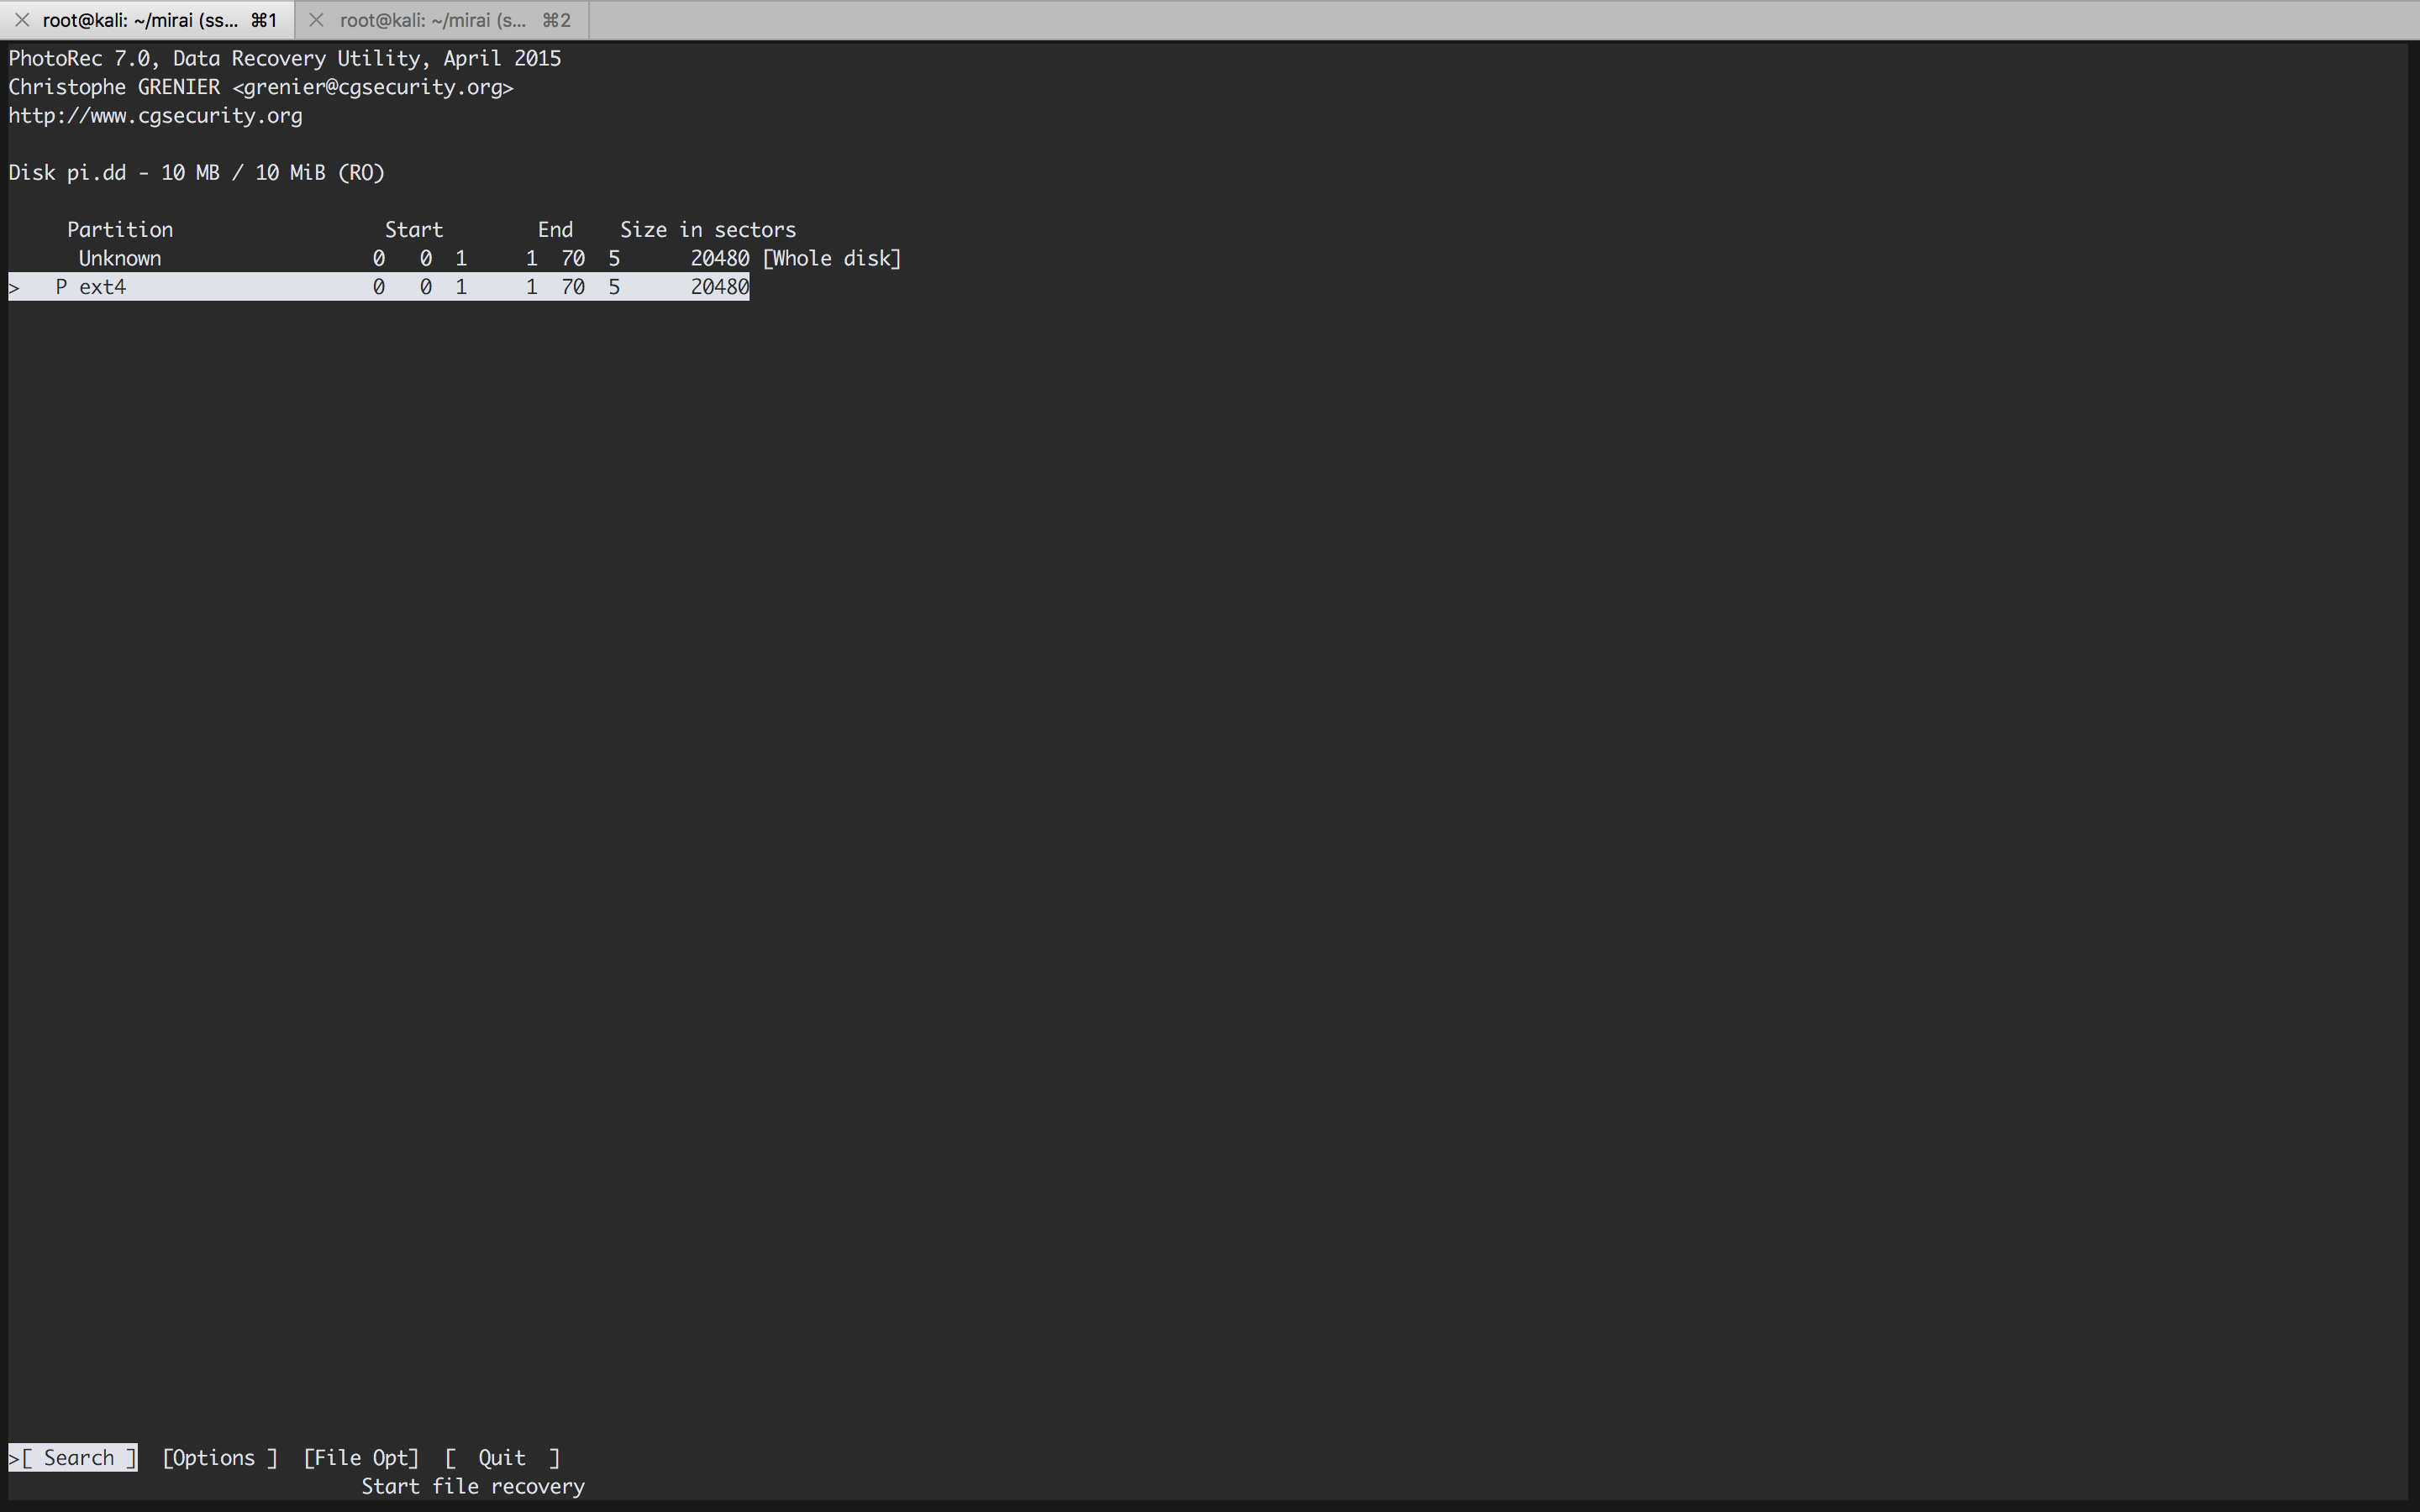 root@kali: ~/mirai (ss... ⌘1 root@kali: ~/mirai (s... ⌘2
PhotoRec 7.0, Data Recovery Utility, April 2015
Christophe GRENIER <grenier@cgsecurity.org>
http://www.cgsecurity.org
Disk pi.dd - 10 MB / 10 MiB (RO)
Partition Start End Size in sectors
Unknown 0 0 1 1 70 5 20480 [Whole disk]
> P ext4 0 0 1 1 70 5 20480
>[ Search ] [Options ] [File Opt] [ Quit ]
Start file recovery